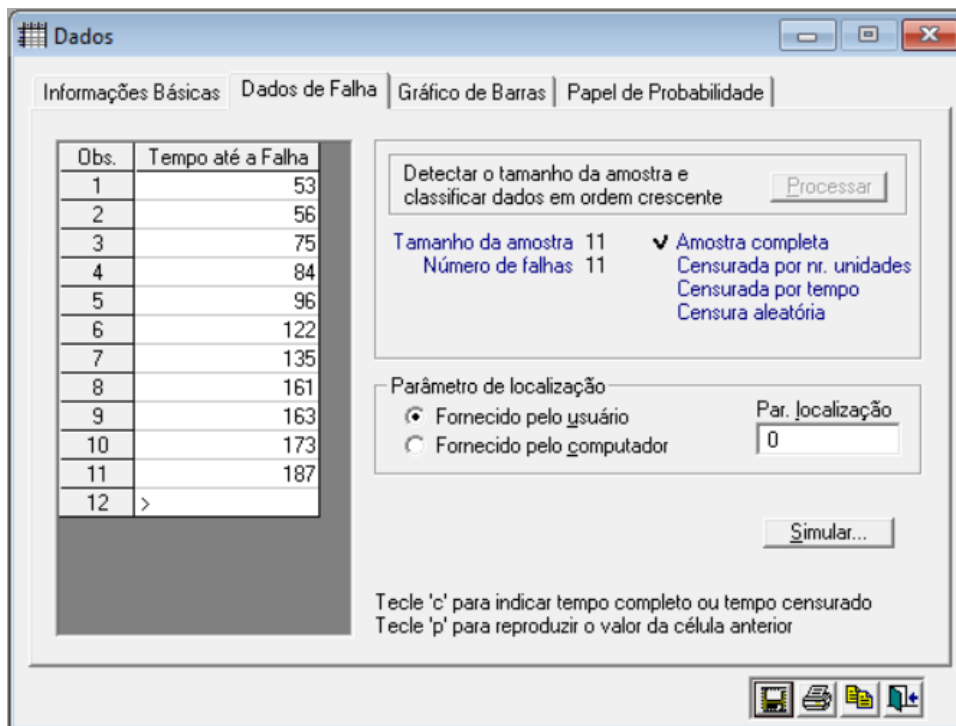 Dados
Informações Básicas Dados de Falha Gráfico de Barras Papel de Probabilidade
Obs. Tempo até a Falha
1 53
2 56
3 75
4 84
5 96
6 122
7 135
8 161
9 163
10 173
11 187
12 >
Detectar o tamanho da amostra e
classificar dados em ordem crescente
Processar
Tamanho da amostra 11
Número de falhas 11
Amostra completa
Censurada por nr. unidades
Censurada por tempo
Censura aleatória
Parâmetro de localização
Fornecido pelo usuário
Fornecido pelo computador
Par. localização
0
Simular...
Tecle 'c' para indicar tempo completo ou tempo censurado
Tecle 'p' para reproduzir o valor da célula anterior